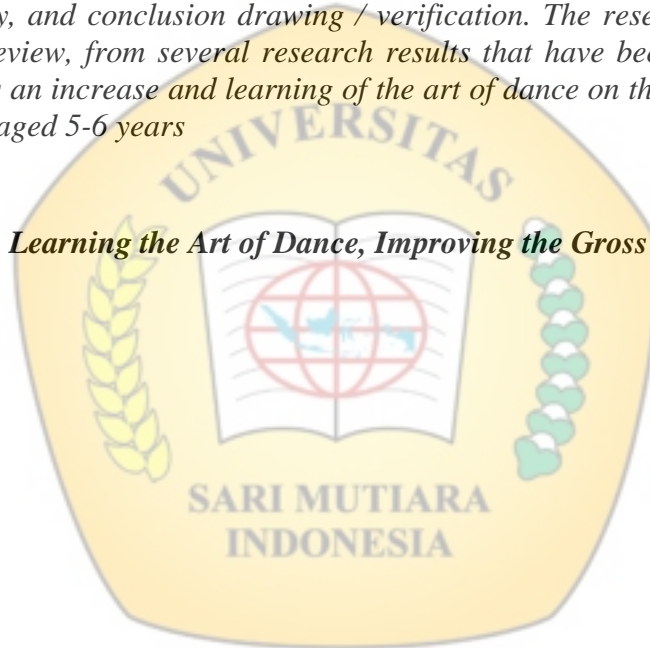 y, and conclusion drawing / verification. The rese
eview, from several research results that have bee
an increase and learning of the art of dance on th
aged 5-6 years
UNIVERSITAS
Learning the Art of Dance, Improving the Gross
SARI MUTIARA
INDONESIA